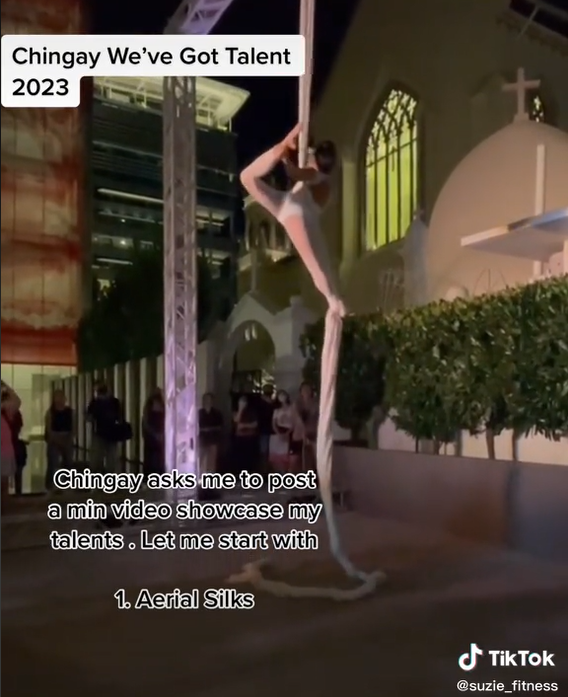 Chingay We’ve Got Talent
2023
Chingay asks me to post
a min video showcase my
talents . Let me start with
1. Aerial Silks
TikTok
@suzie_fitness